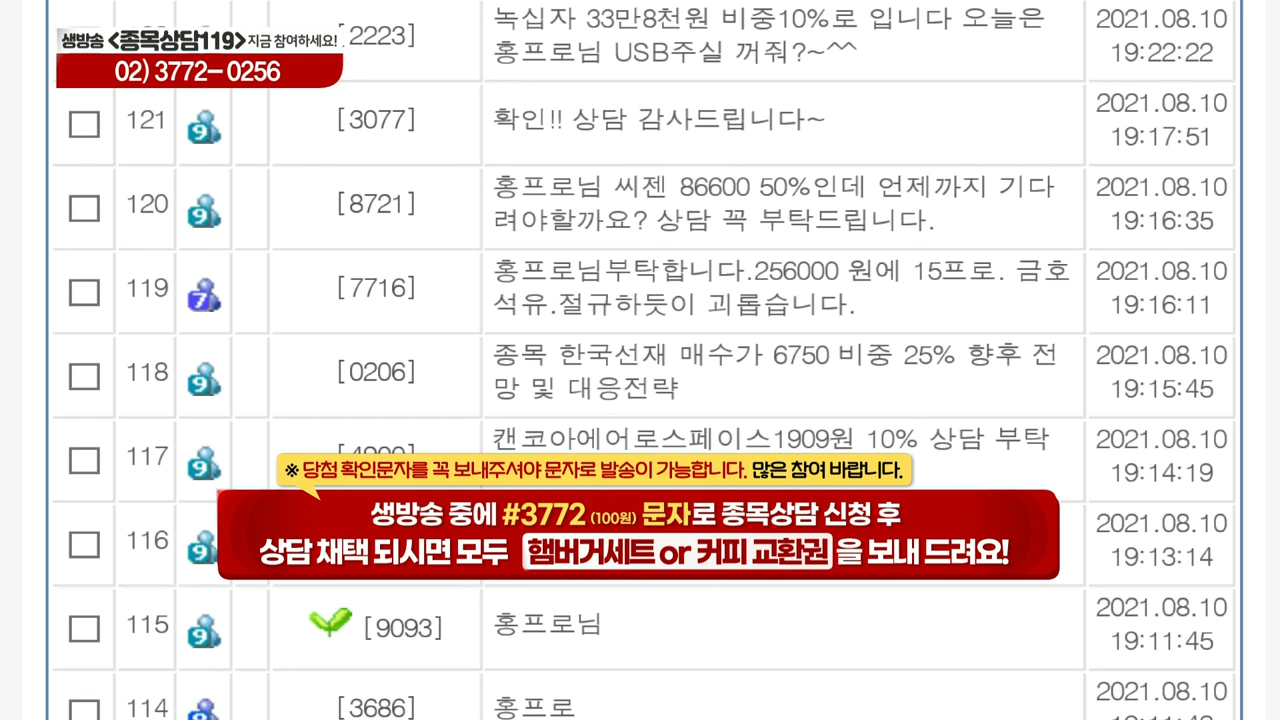 생방송 <종목상담119> 지금 참여하세요!
02) 3772-0256
2223]
녹십자 33만8천원 비중10%로 입니다 오늘은
홍프로님 USB주실 꺼줘?~^^
2021.08.10
19:22:22
121
9
[3077]
확인!! 상담 감사드립니다~
2021.08.10
19:17:51
120
9
[8721]
홍프로님 씨젠 86600 50%인데 언제까지 기다
려야할까요? 상담 꼭 부탁드립니다.
2021.08.10
19:16:35
119
7
[7716]
홍프로님부탁합니다.256000 원에 15프로. 금호
석유.절규하듯이 괴롭습니다.
2021.08.10
19:16:11
118
9
[0206]
종목 한국선재 매수가 6750 비중 25% 향후 전
망 및 대응전략
2021.08.10
19:15:45
117
9
캔코아에어로스페이스1909원 10% 상담 부탁
2021.08.10
19:14:19
※ 당첨 확인문자를 꼭 보내주셔야 문자로 발송이 가능합니다. 많은 참여 바랍니다.
생방송 중에 #3772 (100원) 문자로 종목상담 신청 후
상담 채택 되시면 모두 햄버거세트 or 커피 교환권 을 보내 드려요!
116
9
2021.08.10
19:13:14
115
9
[9093]
홍프로님
2021.08.10
19:11:45
114
[3686]
홍프로
2021.08.10